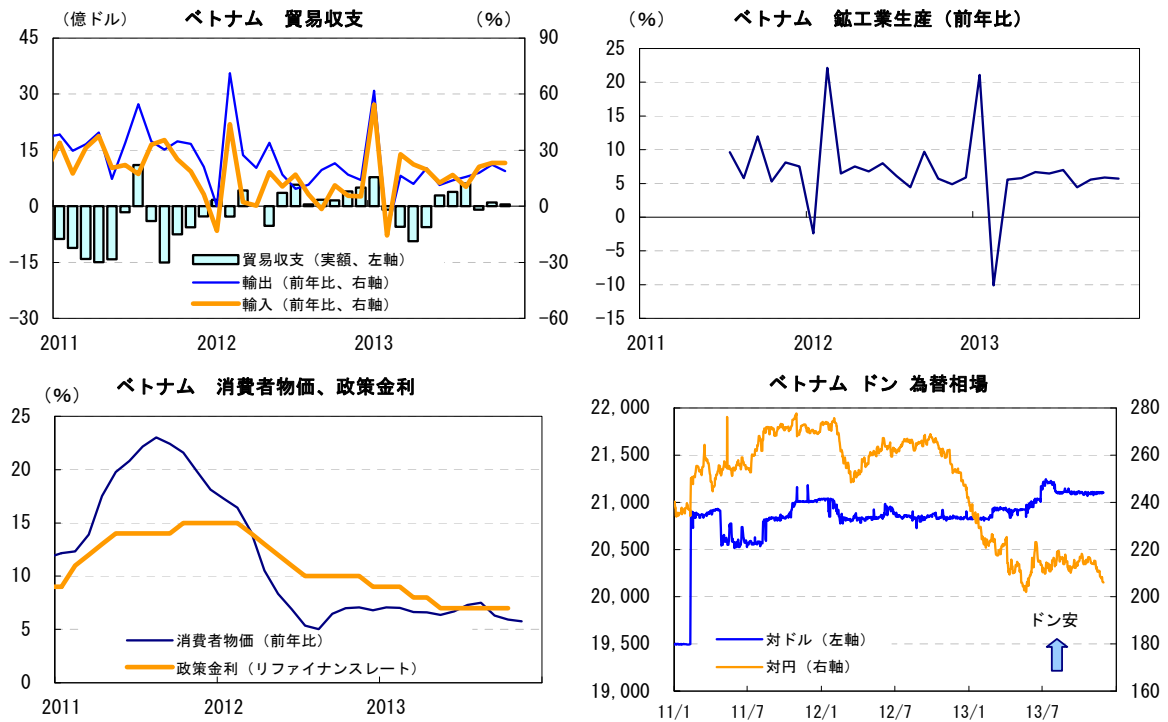 ベトナム 貿易収支
（億ドル）
（%）
45
30
15
0
-15
-30
90
60
30
0
-30
-60
貿易収支（実額、左軸）
輸出（前年比、右軸）
輸入（前年比、右軸）
2011 2012 2013
ベトナム 鉱工業生産（前年比）
（%）
25
20
15
10
5
0
-5
-10
-15
2011 2012 2013
ベトナム 消費者物価、政策金利
（%）
25
20
15
10
5
0
消費者物価（前年比）
政策金利（リファイナンスレート）
2011 2012 2013
ベトナム ドン 為替相場
22,000
21,500
21,000
20,500
20,000
19,500
19,000
280
260
240
220
200
180
160
ドン安
対ドル（左軸）
対円（右軸）
11/1 11/7 12/1 12/7 13/1 13/7